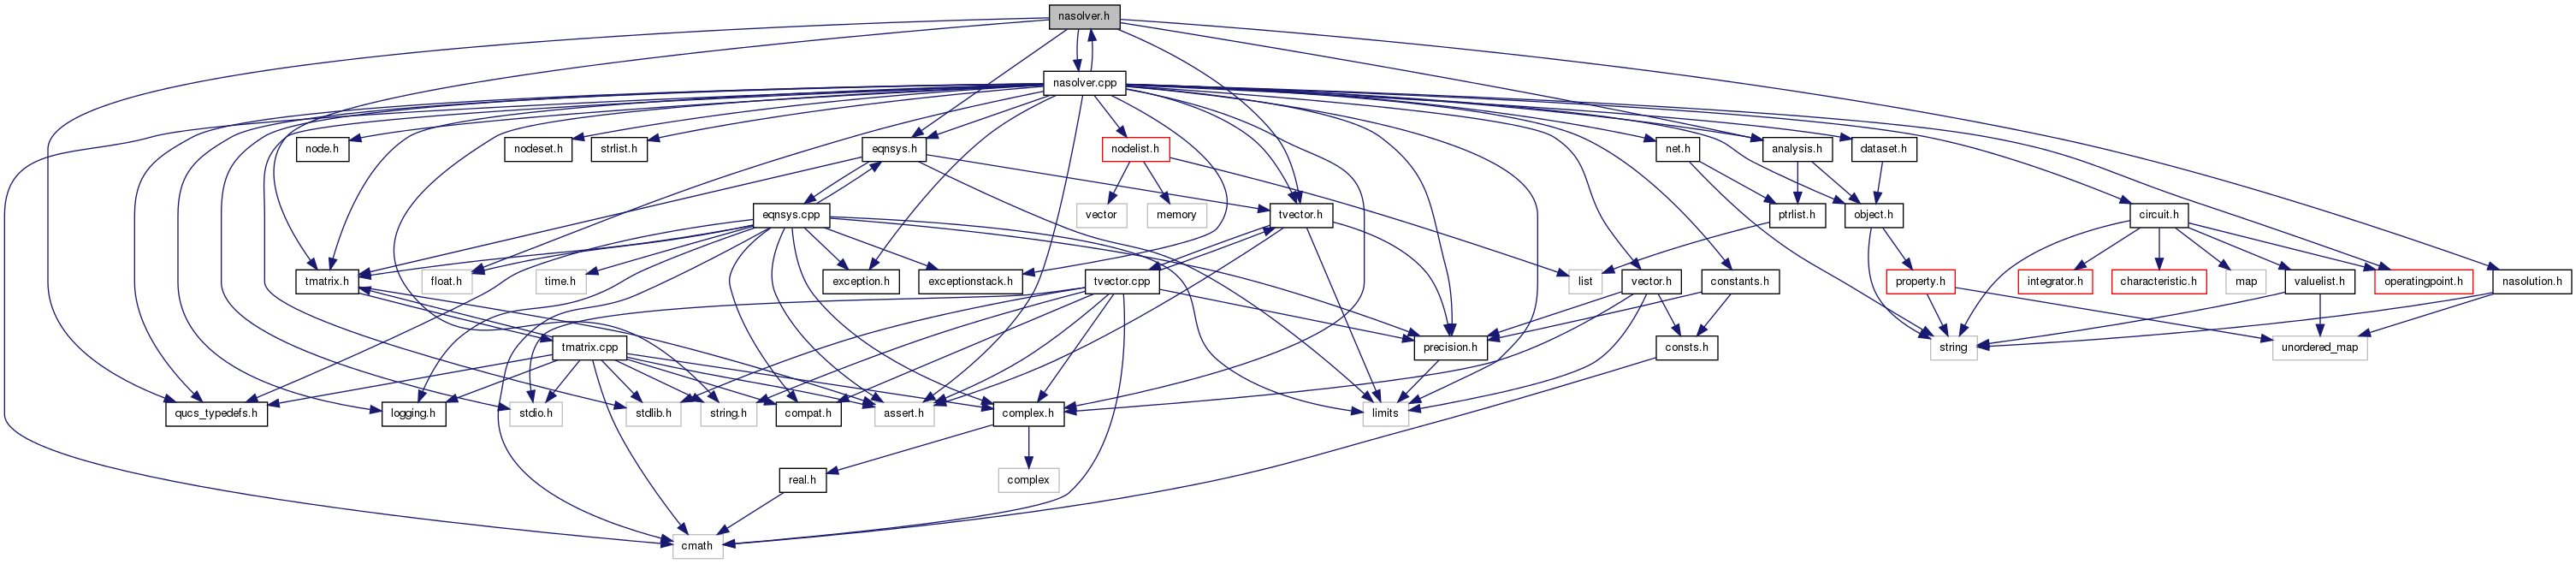 nasolver.h
nasolver.cpp
node.h
nodeset.h
strlist.h
eqnsys.h
nodelist.h
net.h
analysis.h
dataset.h
eqnsys.cpp
vector
memory
tvector.h
ptrlist.h
object.h
circuit.h
tmatrix.h
float.h
time.h
exception.h
exceptionstack.h
tvector.cpp
list
vector.h
constants.h
property.h
integrator.h
characteristic.h
map
valuelist.h
operatingpoint.h
nasolution.h
tmatrix.cpp
precision.h
consts.h
string
unordered_map
qucs_typedefs.h
logging.h
stdio.h
stdlib.h
string.h
compat.h
assert.h
complex.h
limits
real.h
complex
cmath